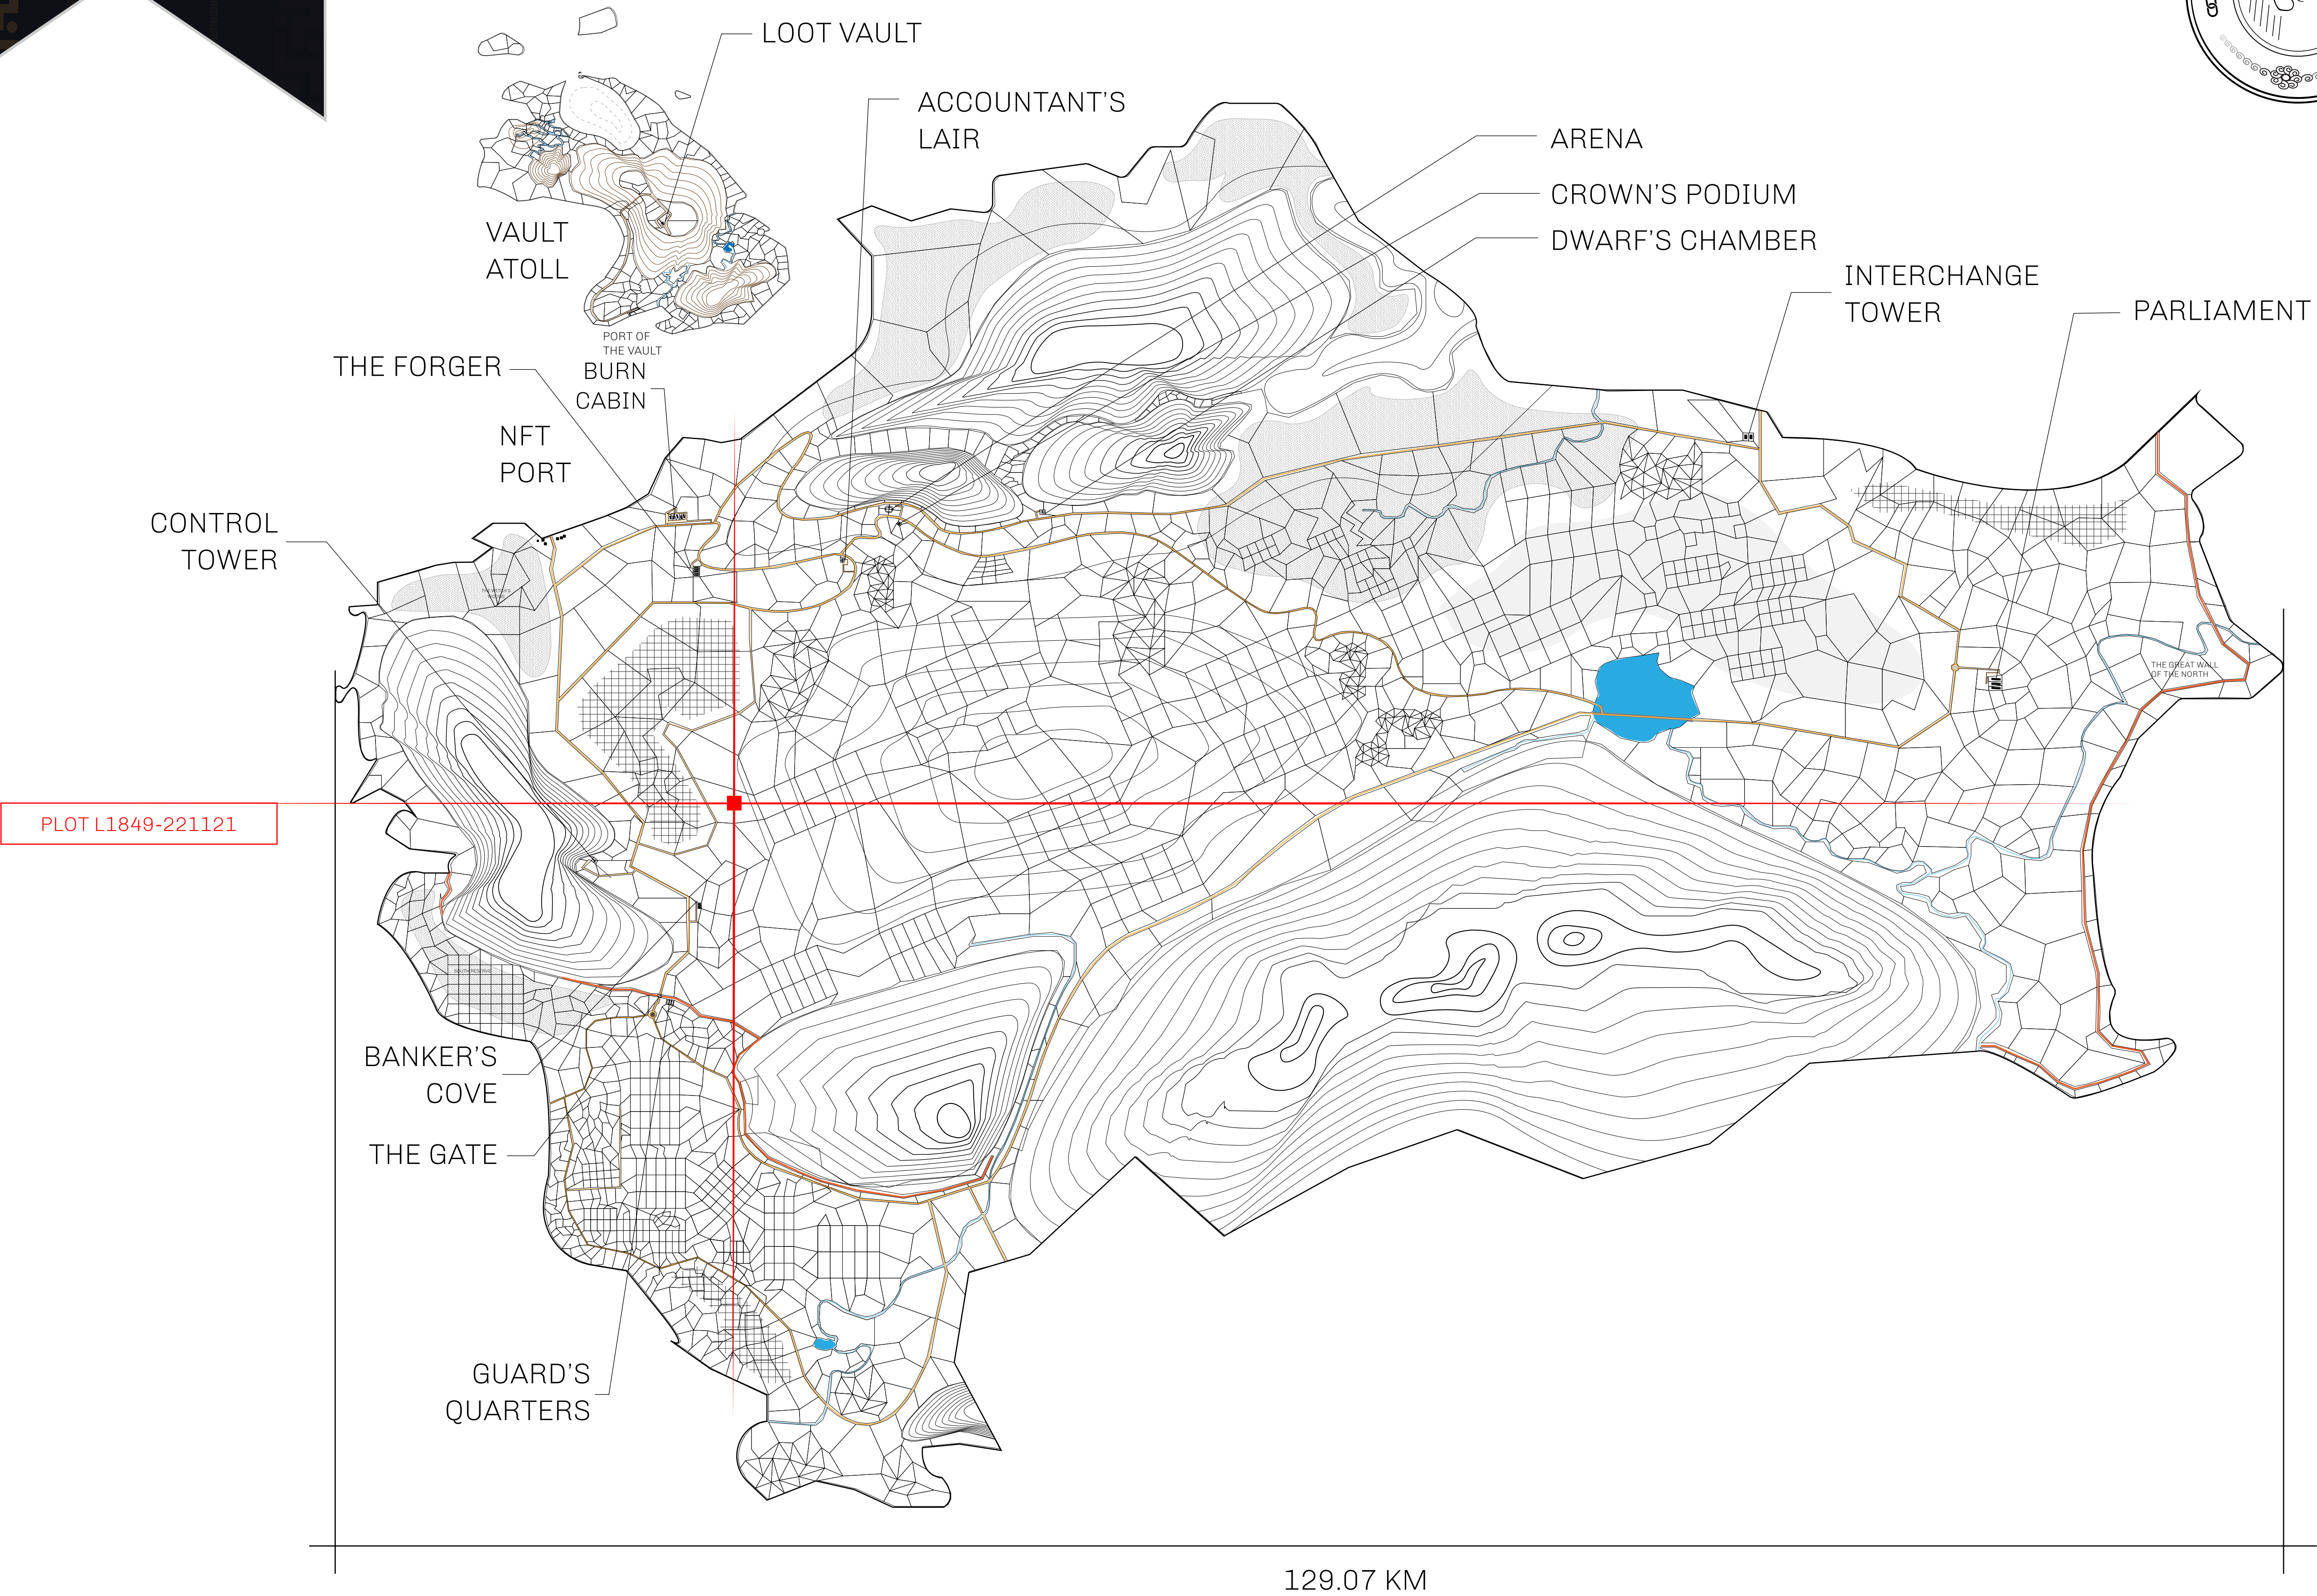 LOOT VAULT
ACCOUNTANT'S
LAIR
ARENA
CROWN'S PODIUM
DWARF'S CHAMBER
VAULT
ATOLL
INTERCHANGE
TOWER
PARLIAMENT
PORT OF
THE VAULT
THE FORGER
BURN
CABIN
NFT
PORT
CONTROL
TOWER
THE GREAT WALL
OF THE NORTH
PLOT L1849-221121
SOUTH RESERVE
BANKER'S
COVE
THE GATE
GUARD'S
QUARTERS
129.07 KM